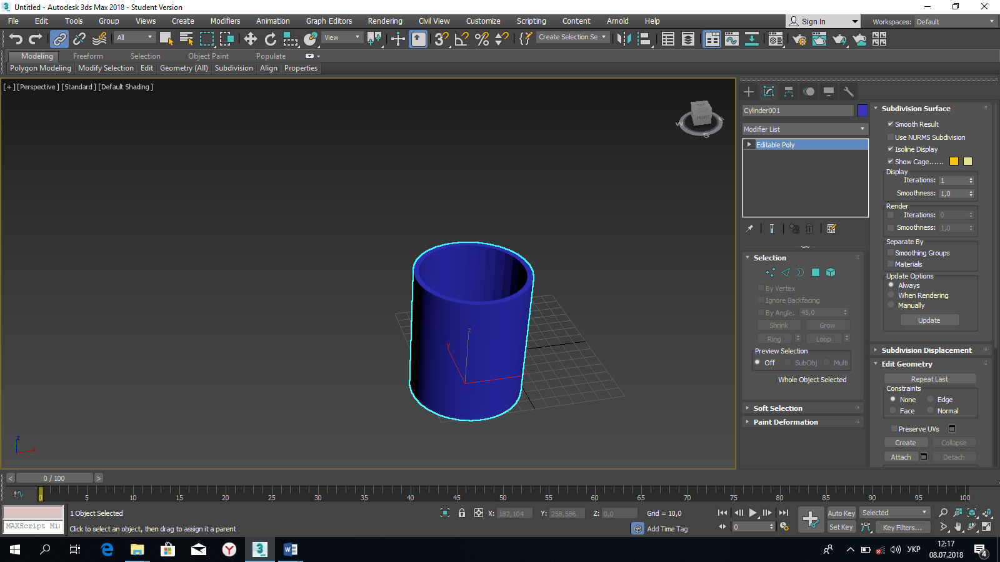 Untitled - Autodesk 3ds Max 2018 - Student Version
File Edit Tools Group Views Create Modifiers Animation Graph Editors Rendering Civil View Customize Scripting Content Arnold Help
Sign In
Workspaces: Default
All
View
Create Selection Se
Modeling Freeform Selection Object Paint Populate
Polygon Modeling Modify Selection Edit Geometry (All) Subdivision Align Properties
[+] [Perspective] [Standard] [Default Shading]
FRONT
W
S
Cylinder001
Modifier List
Editable Poly
Selection
By Vertex
Ignore Backfacing
By Angle: 45,0
Shrink Grow
Ring Loop
Preview Selection
Off SubObj Multi
Whole Object Selected
Soft Selection
Paint Deformation
Subdivision Surface
Smooth Result
Use NURMS Subdivision
Isoline Display
Show Cage......
Display
Iterations: 1
Smoothness: 1,0
Render
Iterations: 0
Smoothness: 1,0
Separate By
Smoothing Groups
Materials
Update Options
Always
When Rendering
Manually
Update
Subdivision Displacement
Edit Geometry
Repeat Last
Constraints
None Edge
Face Normal
Preserve UVs
Create Collapse
Attach Detach
z
y
z
x
< 0 / 100 >
0 5 10 15 20 25 30 35 40 45 50 55 60 65 70 75 80 85 90 95 100
1 Object Selected
X: 182,104 Y: 258,586 Z: 0,0 Grid = 10,0
Auto Key Selected
MAXScript Mi
Click to select an object, then drag to assign it a parent
Add Time Tag
0
Set Key Key Filters...
УКР
12:17
08.07.2018
4